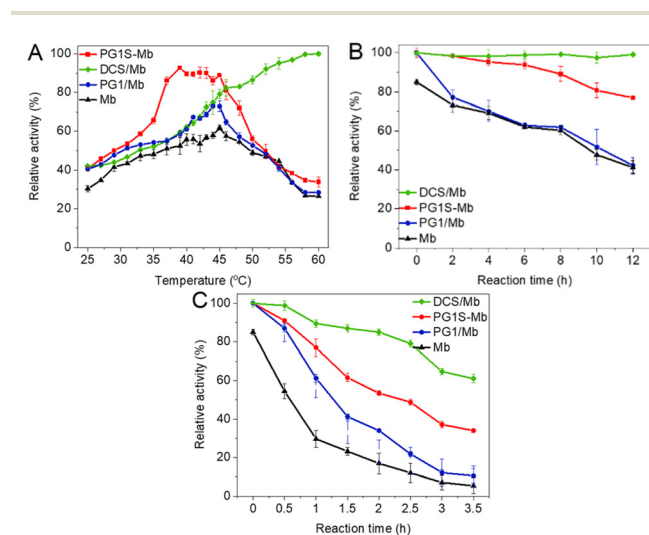 A
PG1S-Mb
DCS/Mb
PG1/Mb
Mb
Relative activity (%)
100
80
60
40
20
0
25 30 35 40 45 50 55 60
Temperature (°C)
B
Relative activity (%)
100
80
60
40
20
0
DCS/Mb
PG1S-Mb
PG1/Mb
Mb
0 2 4 6 8 10 12
Reaction time (h)
C
DCS/Mb
PG1S-Mb
PG1/Mb
Mb
Relative activity (%)
100
80
60
40
20
0
0 0.5 1 1.5 2 2.5 3 3.5
Reaction time (h)